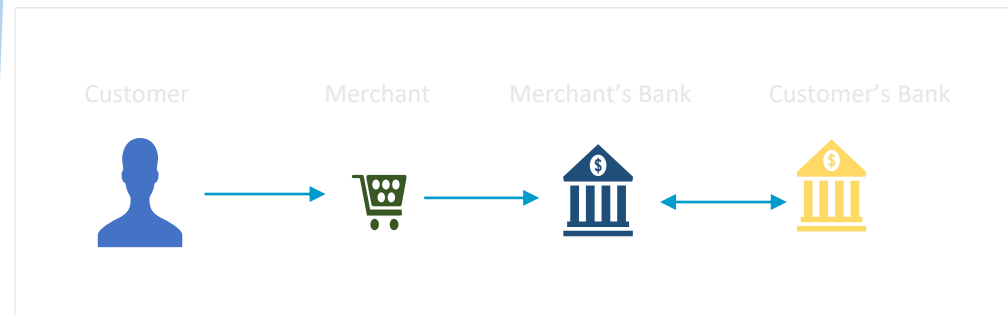 Customer
Merchant
Merchant's Bank
Customer's Bank
$
$